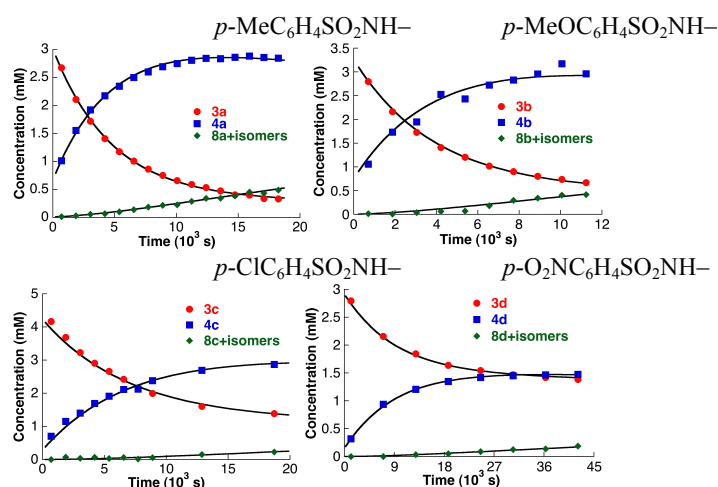 p-MeC₆H₄SO₂NH–
p-MeOC₆H₄SO₂NH–
Concentration (mM)
3
2.5
2
1.5
1
0.5
0
3a
4a
8a+isomers
0 5 10 15 20
Time (10³ s)
Concentration (mM)
3.5
3
2.5
2
1.5
1
0.5
0
3b
4b
8b+isomers
0 2 4 6 8 10 12
Time (10³ s)
p-ClC₆H₄SO₂NH–
p-O₂NC₆H₄SO₂NH–
Concentration (mM)
5
4
3
2
1
0
3c
4c
8c+isomers
0 5 10 15 20
Time (10³ s)
Concentration (mM)
3
2.5
2
1.5
1
0.5
0
3d
4d
8d+isomers
0 9 18 27 36 45
Time (10³ s)